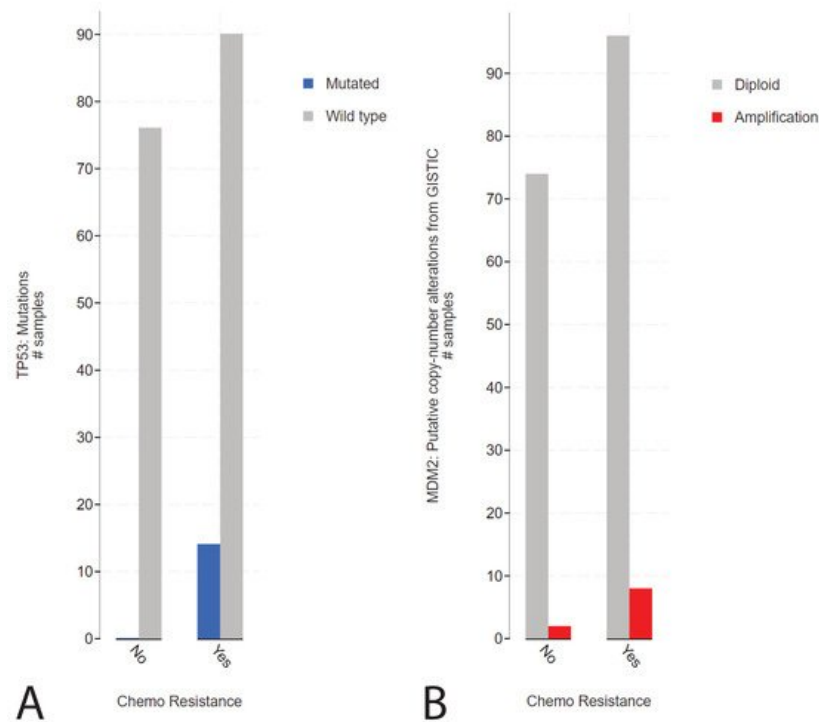 90
80
70
60
50
40
30
20
10
0
TP53: Mutations
# samples
No
Yes
Chemo Resistance
Mutated
Wild type
A
90
80
70
60
50
40
30
20
10
0
MDM2: Putative copy-number alterations from GISTIC
# samples
No
Yes
Chemo Resistance
Diploid
Amplification
B